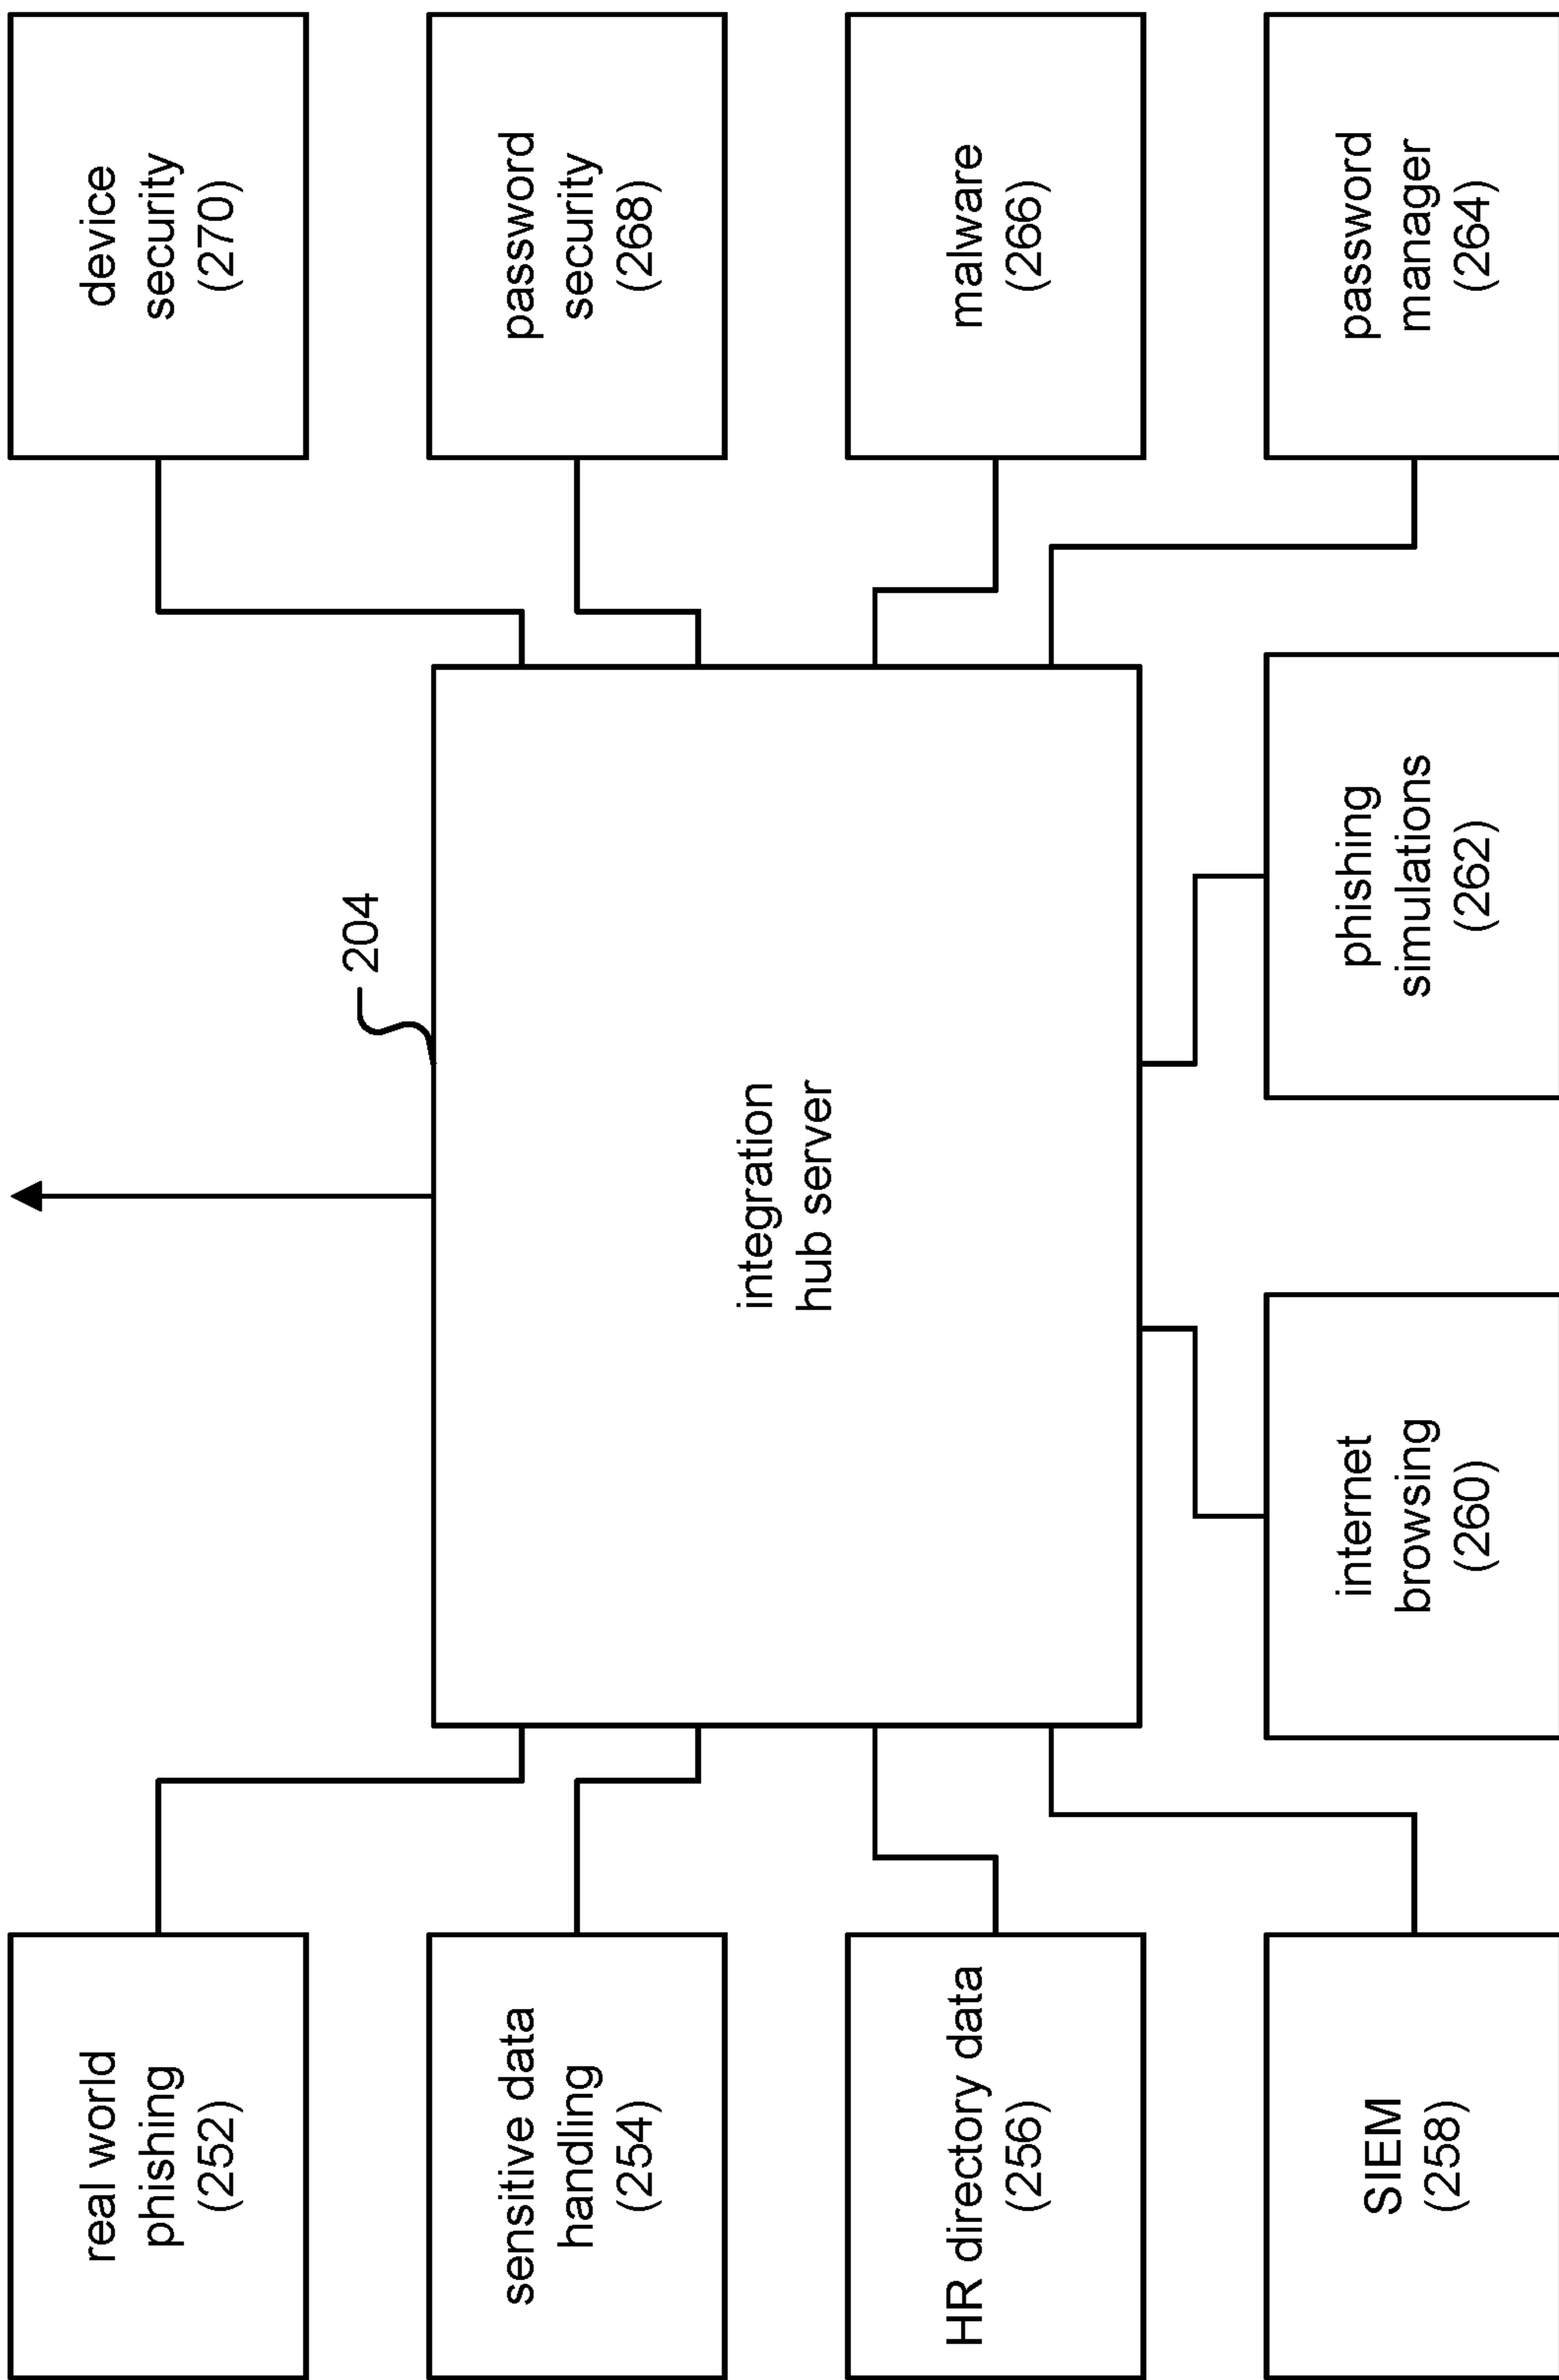 real world
phishing
(252)
sensitive data
handling
(254)
HR directory data
(256)
SIEM
(258)
204
integration
hub server
internet
browsing
(260)
phishing
simulations
(262)
device
security
(270)
password
security
(268)
malware
(266)
password
manager
(264)